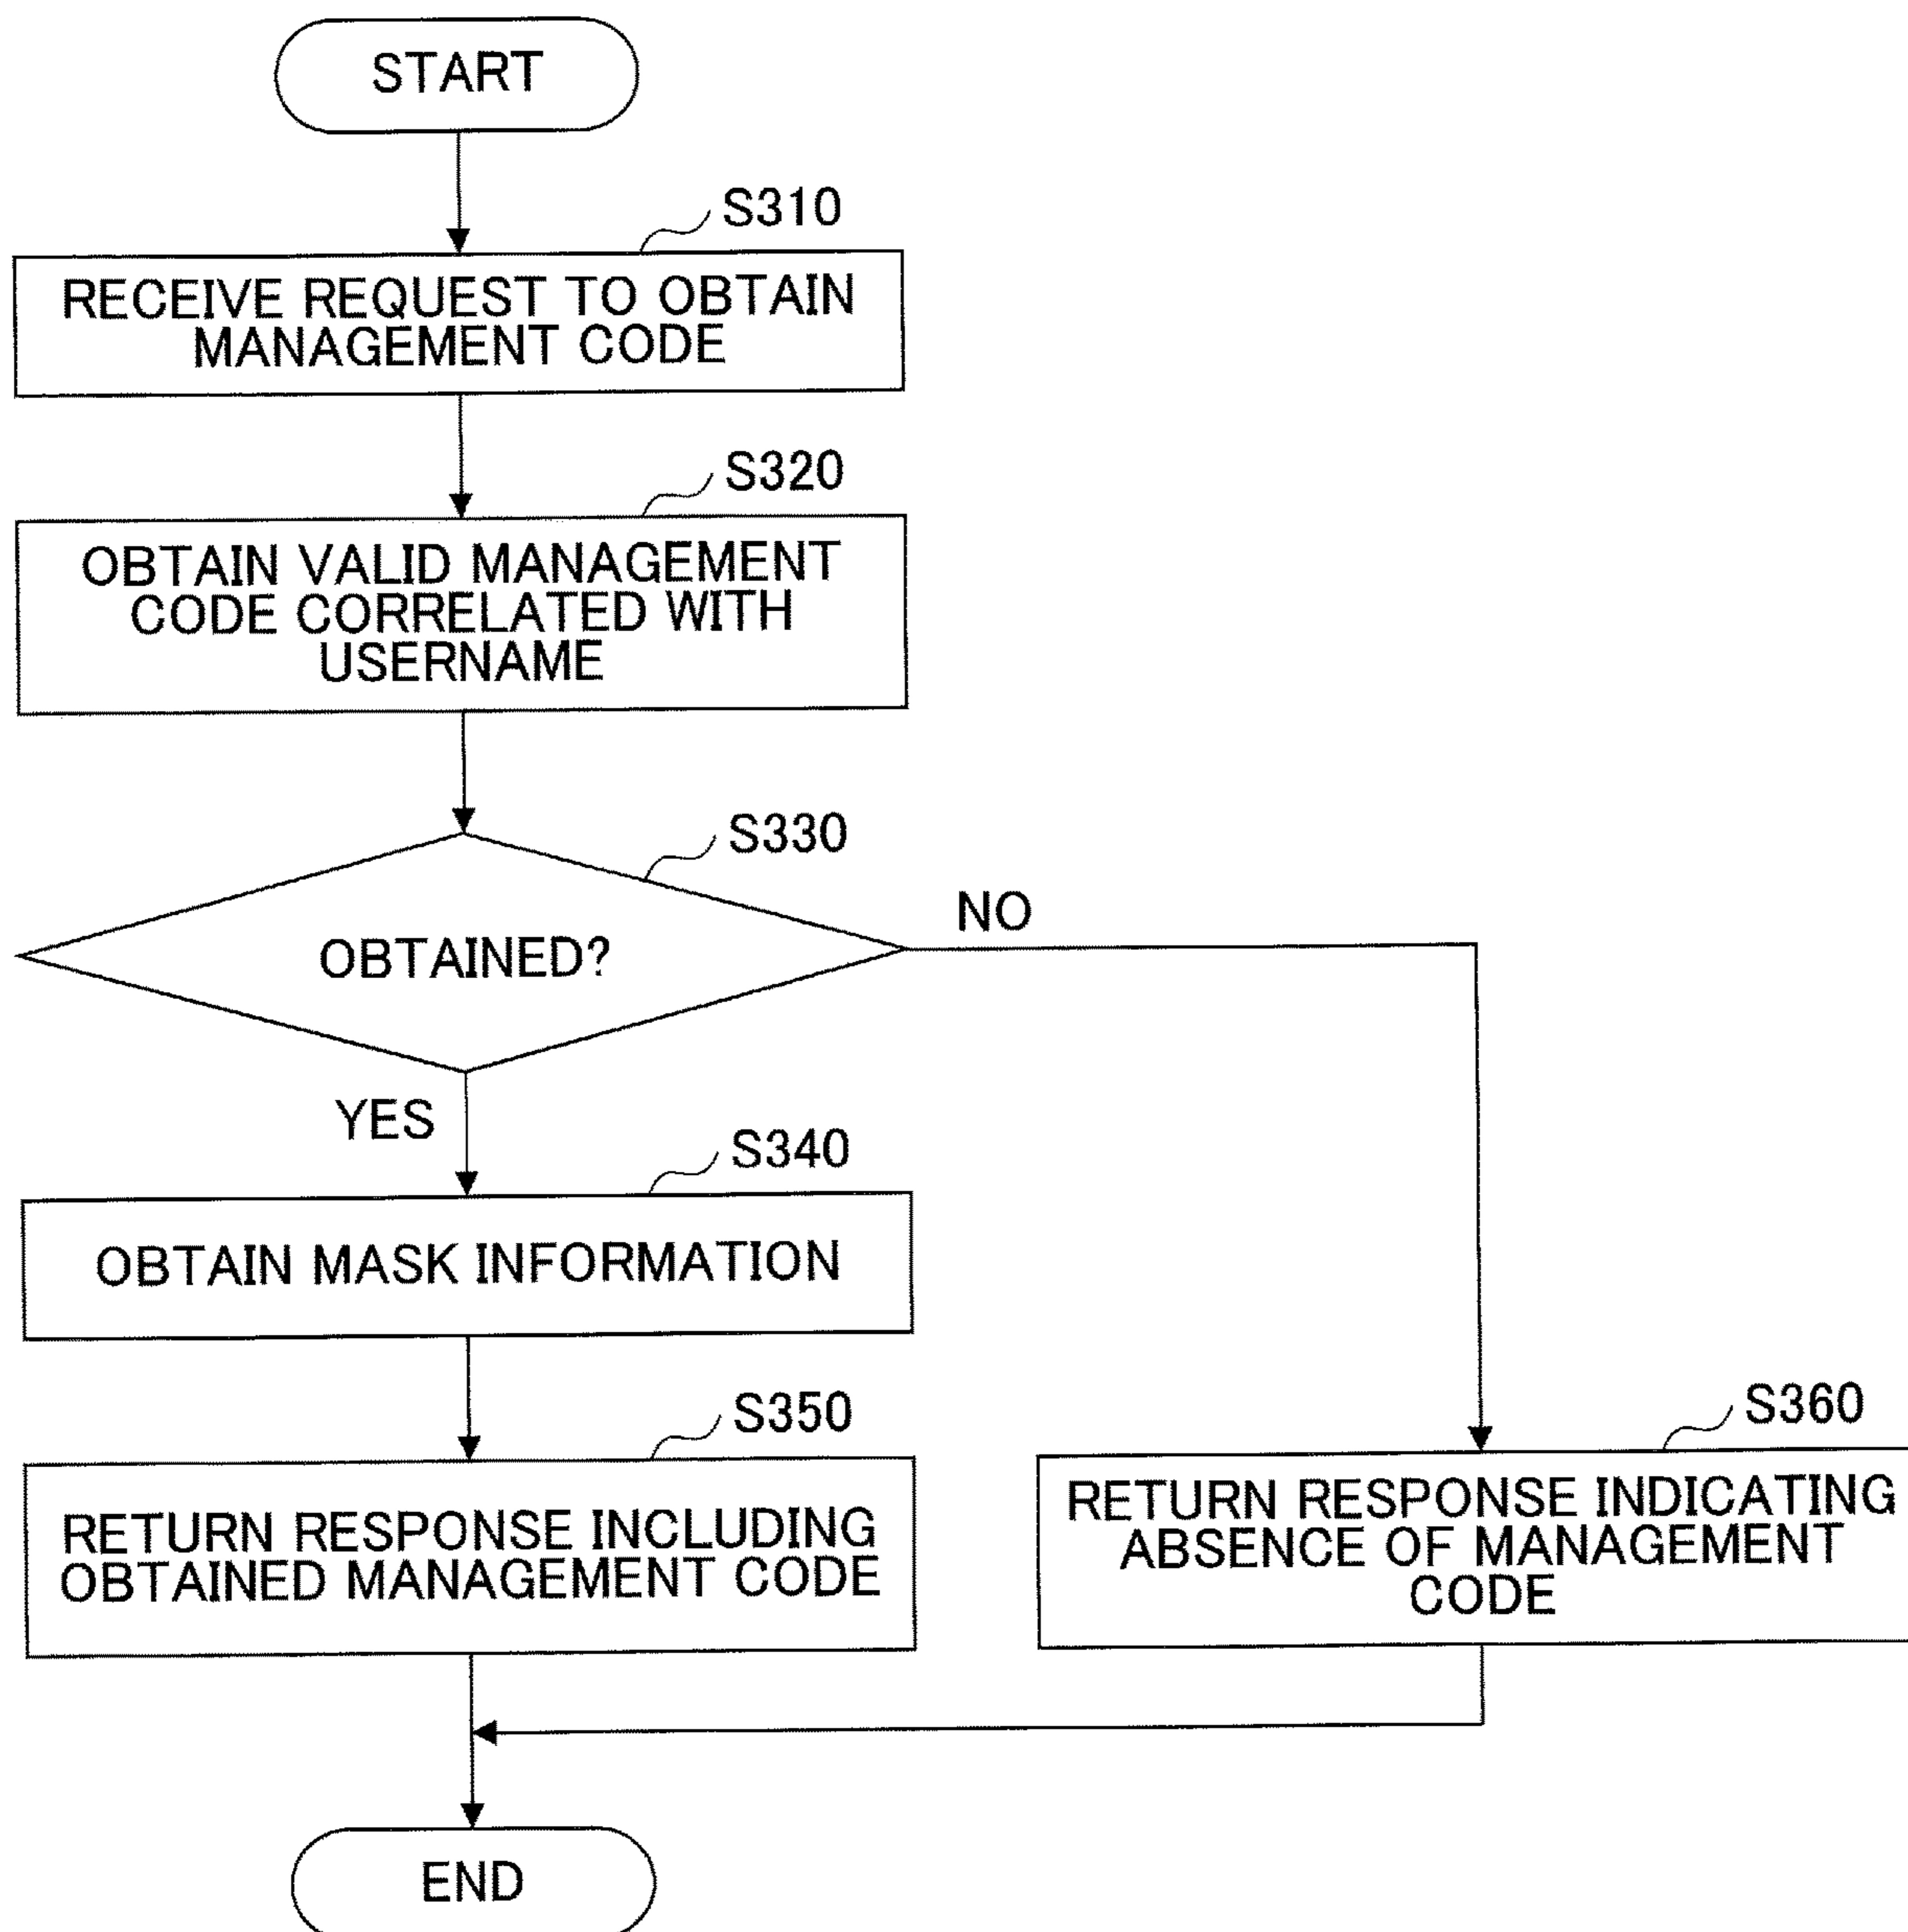 START
S310
RECEIVE REQUEST TO OBTAIN
MANAGEMENT CODE
S320
OBTAIN VALID MANAGEMENT
CODE CORRELATED WITH
USERNAME
S330
OBTAINED?
NO
YES
S340
OBTAIN MASK INFORMATION
S350
RETURN RESPONSE INCLUDING
OBTAINED MANAGEMENT CODE
S360
RETURN RESPONSE INDICATING
ABSENCE OF MANAGEMENT
CODE
END